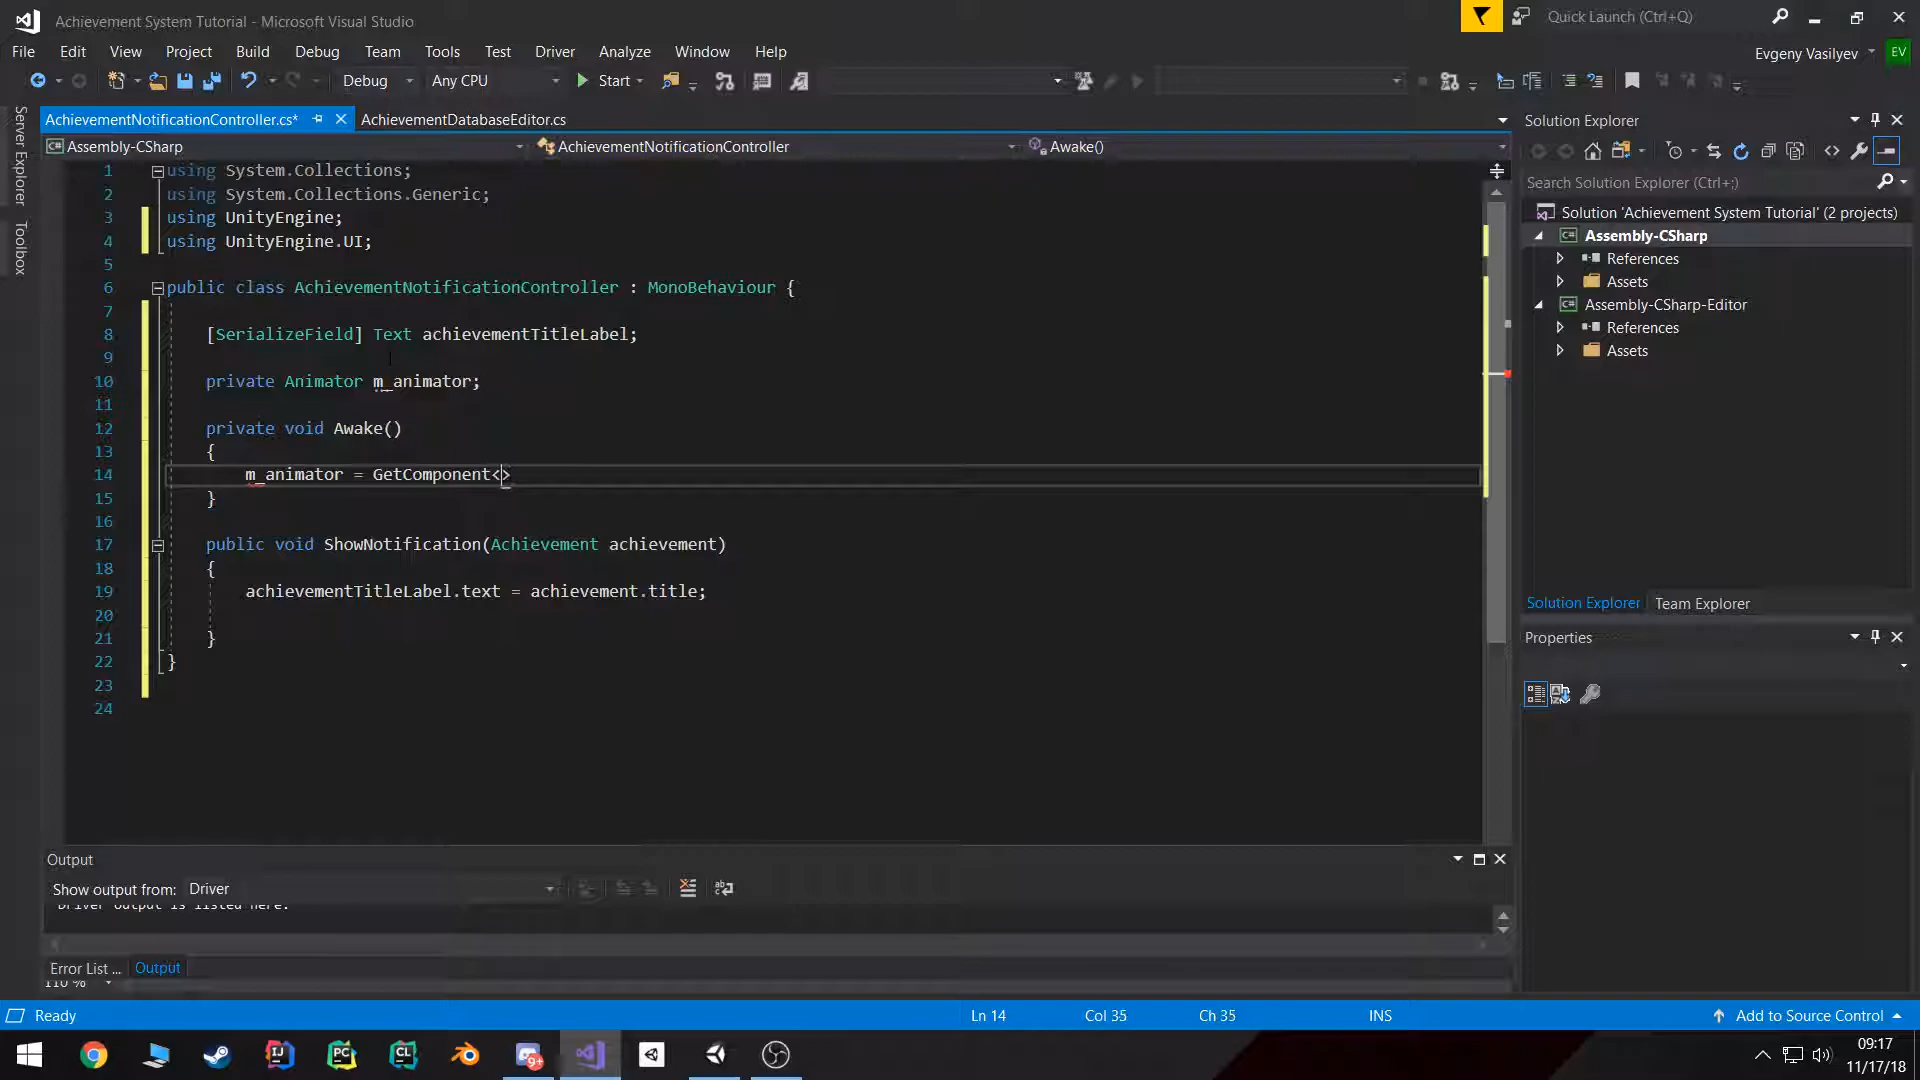 Achievement System Tutorial - Microsoft Visual Studio
Quick Launch (Ctrl+Q)
File Edit View Project Build Debug Team Tools Test Driver Analyze Window Help
Evgeny Vasilyev EV
Debug Any CPU Start
Server Explorer
Toolbox
AchievementNotificationController.cs* AchievementDatabaseEditor.cs
Assembly-CSharp AchievementNotificationController Awake()
1 using System.Collections;
2 using System.Collections.Generic;
3 using UnityEngine;
4 using UnityEngine.UI;
5
6 public class AchievementNotificationController : MonoBehaviour {
7
8 [SerializeField] Text achievementTitleLabel;
9
10 private Animator m_animator;
11
12 private void Awake()
13 {
14 m_animator = GetComponent<>
15 }
16
17 public void ShowNotification(Achievement achievement)
18 {
19 achievementTitleLabel.text = achievement.title;
20
21 }
22 }
23
24
Solution Explorer
Search Solution Explorer (Ctrl+;)
Solution 'Achievement System Tutorial' (2 projects)
Assembly-CSharp
References
Assets
Assembly-CSharp-Editor
References
Assets
Solution Explorer Team Explorer
Properties
Output
Show output from: Driver
Driver output is listed here.
Error List ... Output
110 %
Ready Ln 14 Col 35 Ch 35 INS Add to Source Control
09:17
11/17/18